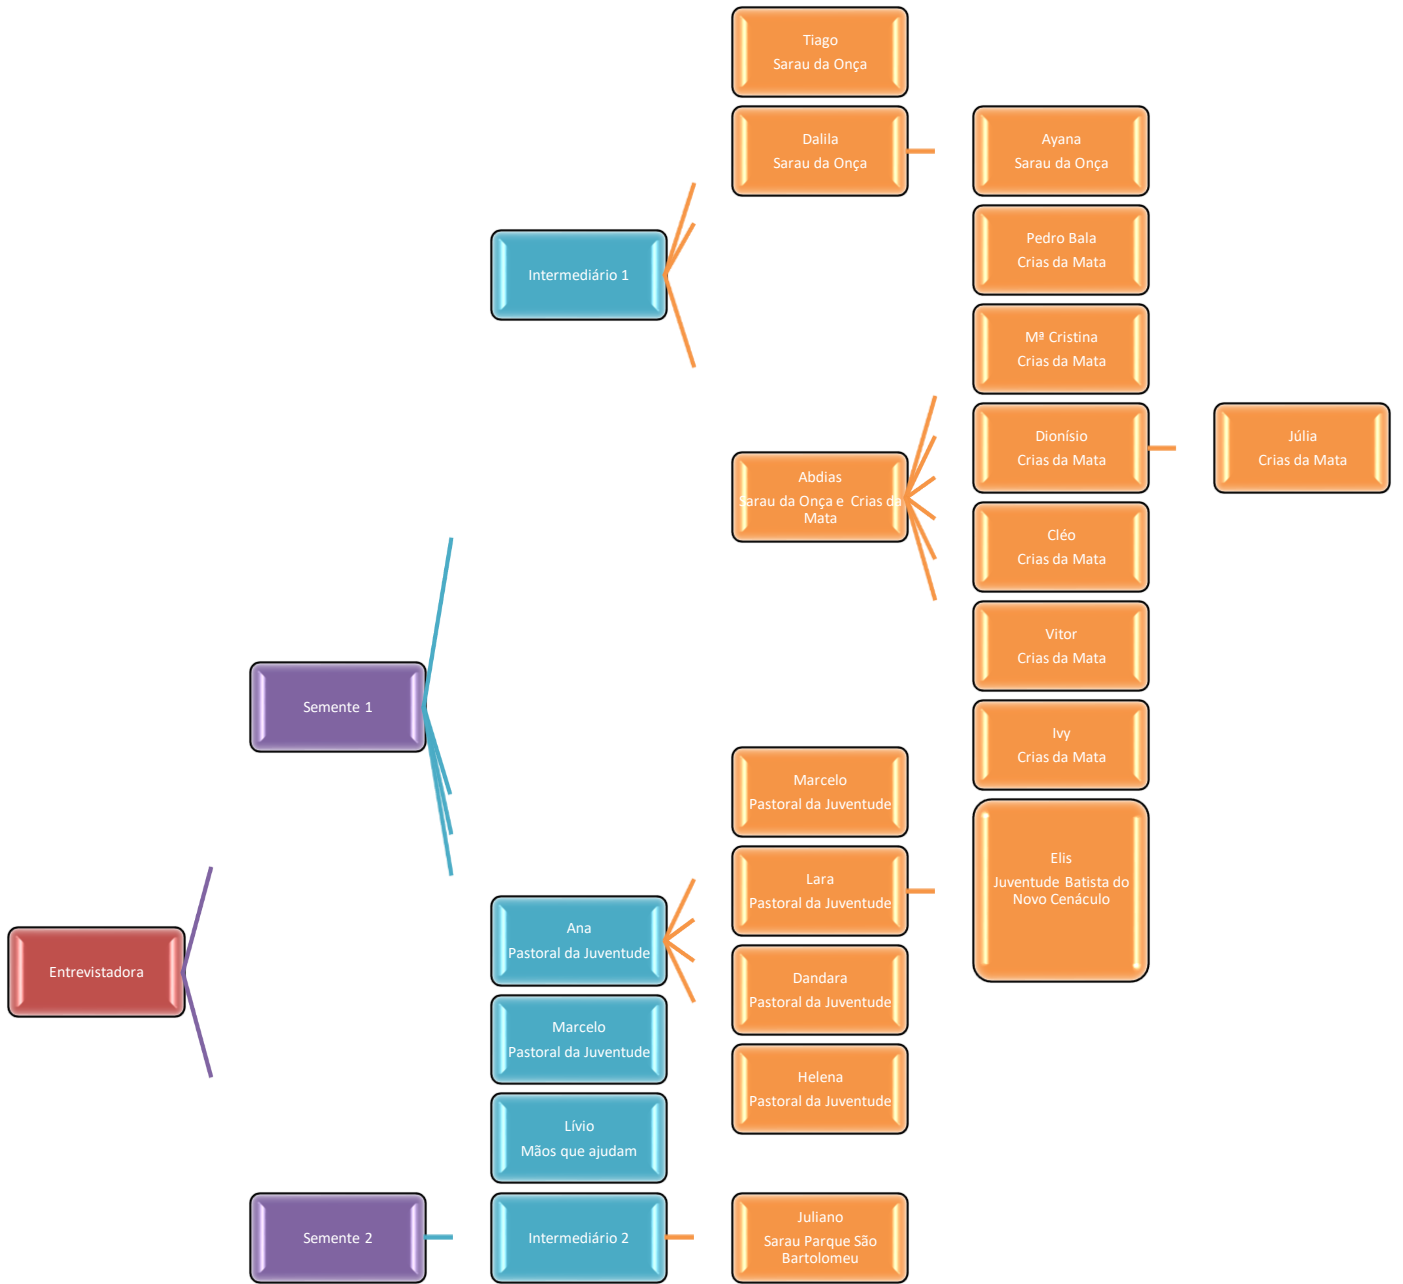 Tiago
Sarau da Onça
Dalila
Sarau da Onça
Ayana
Sarau da Onça
Pedro Bala
Crias da Mata
Intermediário 1
Mª Cristina
Crias da Mata
Dionísio
Crias da Mata
Júlia
Crias da Mata
Abdias
Sarau da Onça e Crias da
Mata
Cléo
Crias da Mata
Vitor
Crias da Mata
Semente 1
Ivy
Crias da Mata
Marcelo
Pastoral da Juventude
Elis
Juventude Batista do
Novo Cenáculo
Lara
Pastoral da Juventude
Ana
Pastoral da Juventude
Entrevistadora
Dandara
Pastoral da Juventude
Marcelo
Pastoral da Juventude
Helena
Pastoral da Juventude
Lívio
Mãos que ajudam
Semente 2
Intermediário 2
Juliano
Sarau Parque São
Bartolomeu